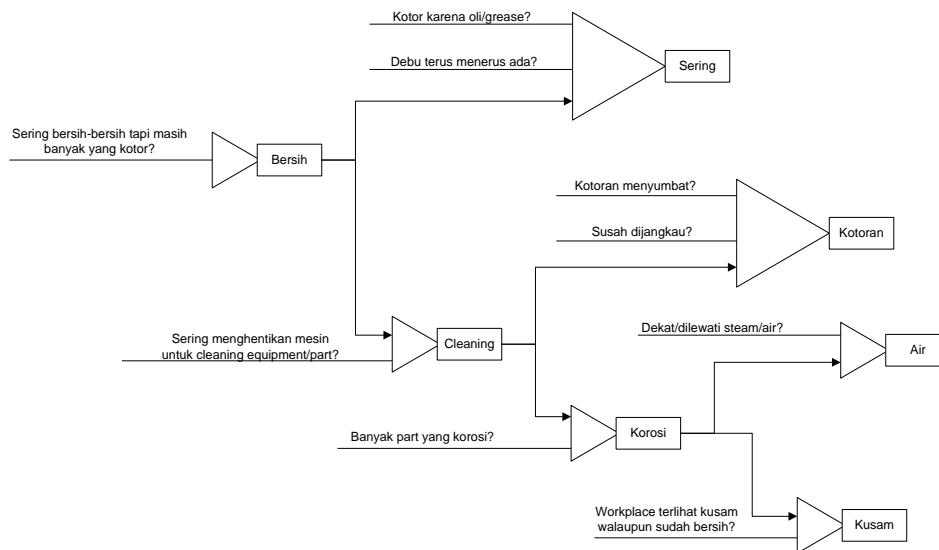 Kotor karena oli/grease?
Debu terus menerus ada?
Sering
Sering bersih-bersih tapi masih
banyak yang kotor?
Bersih
Kotoran menyumbat?
Susah dijangkau?
Kotoran
Sering menghentikan mesin
untuk cleaning equipment/part?
Cleaning
Dekat/dilewati steam/air?
Air
Banyak part yang korosi?
Korosi
Workplace terlihat kusam
walaupun sudah bersih?
Kusam